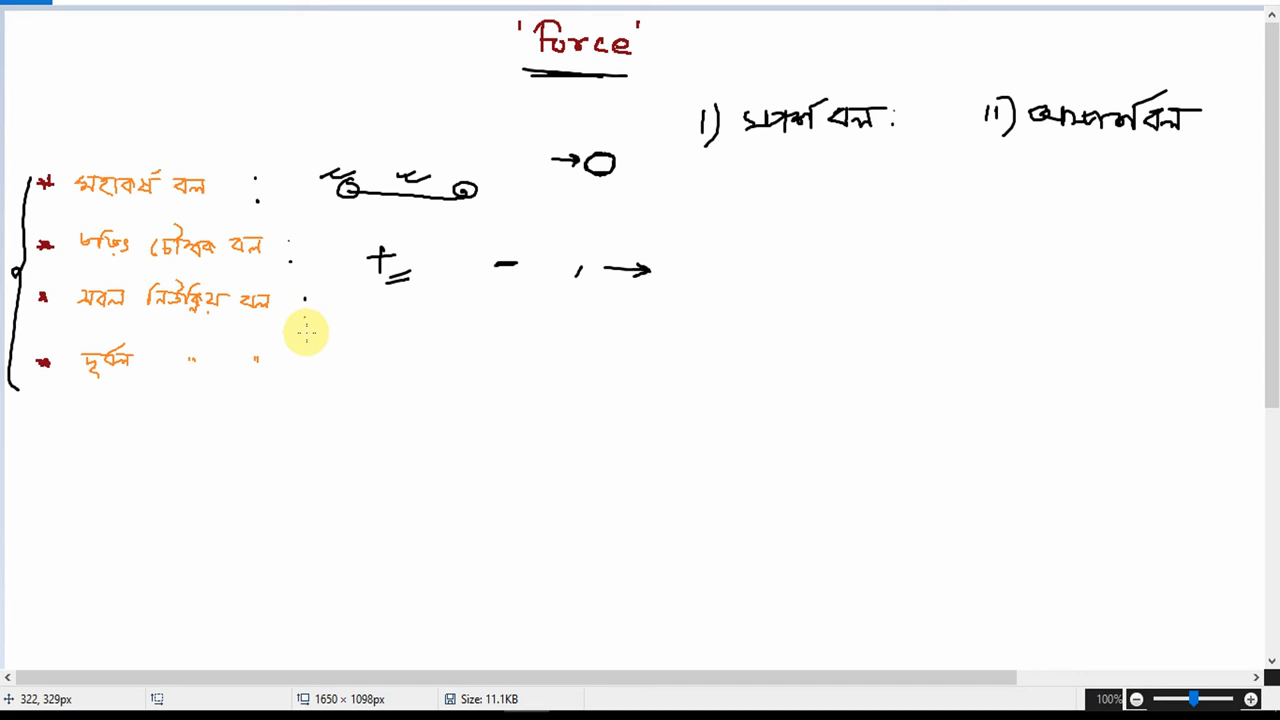 'Force'
i) স্পর্শ বল : ii) অস্পর্শ বল
* মহাকর্ষ বল :
* তাড়িৎ চৌম্বক বল : + - , →
* সবল নিউক্লিয় বল :
* দূর্বল " "
322, 329px 1650 × 1098px Size: 11.1KB 100%